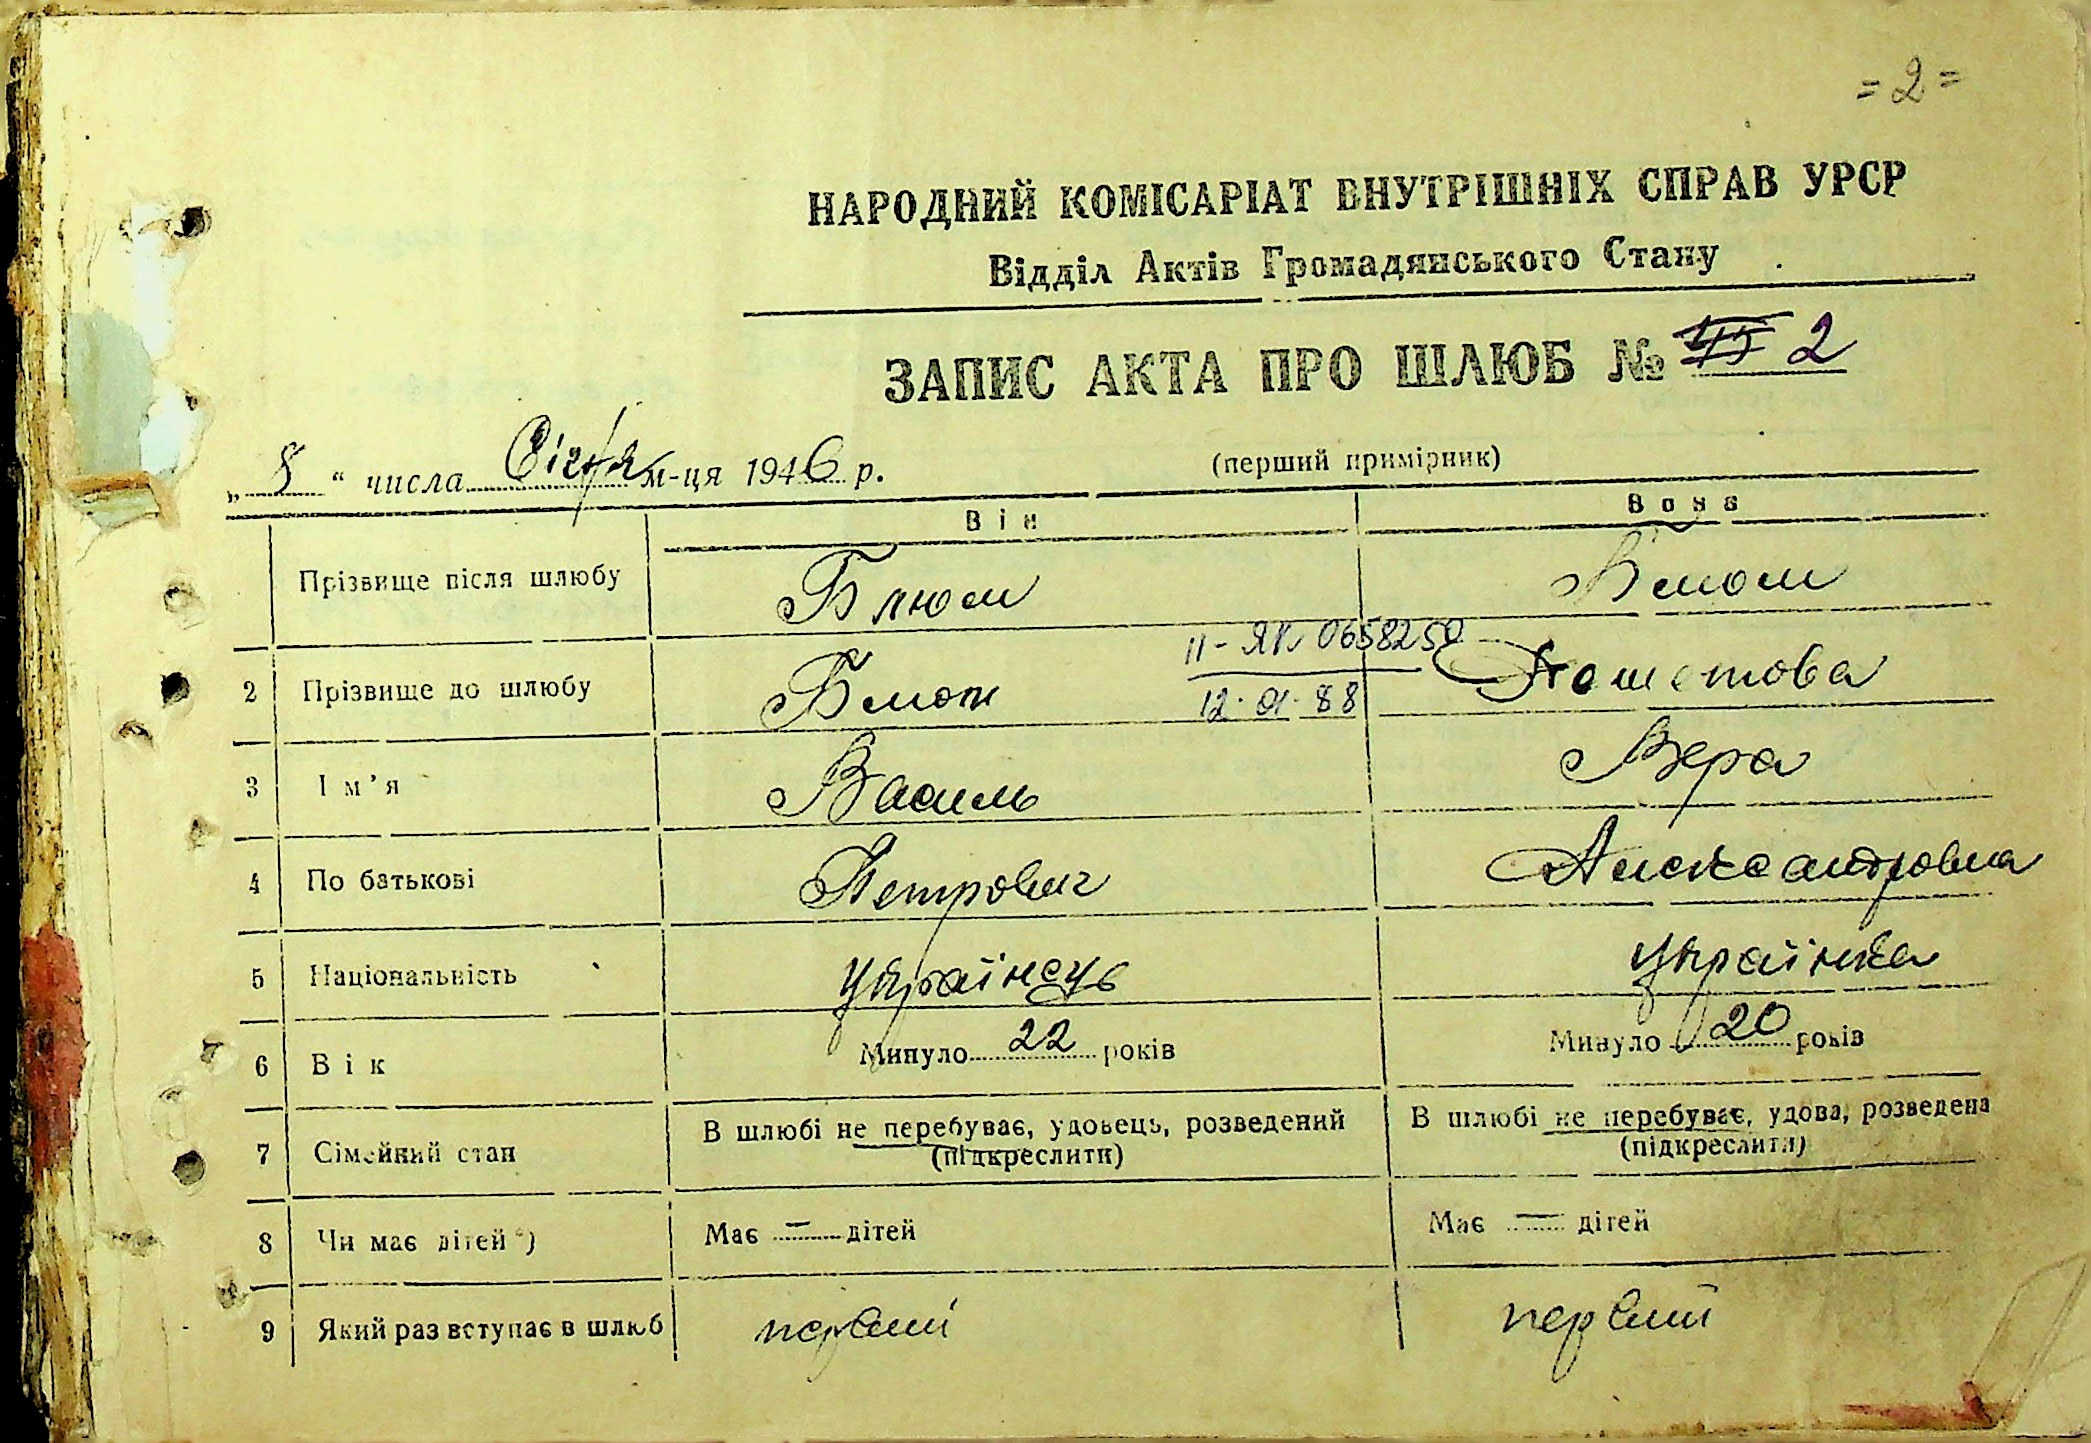 = 2 =
НАРОДНИЙ КОМІСАРІАТ ВНУТРІШНІХ СПРАВ УРСР
Відділ Актів Громадянського Стану
ЗАПИС АКТА ПРО ШЛЮБ № 2
„ 8 “ числа Січня м-ця 1946 р. (перший примірник)
Він Вона
Прізвище після шлюбу Блюм Блюм
II-ЯК 0658250
2 Прізвище до шлюбу Блюм
12.01.88
3 Ім’я Василь Вера
4 По батькові Петрович Александровна
5 Національність українець українка
6 Вік Минуло 22 років Минуло 20 років
7 Сімейний стан В шлюбі не перебуває, удовець, розведений (підкреслити) В шлюбі не перебуває, удова, розведена (підкреслити)
8 Чи має дітей*) Має — дітей Має — дітей
9 Який раз вступає в шлюб первий первий